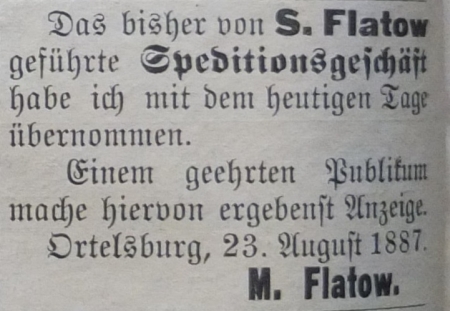 Das bisher von S. Flatow
geführte Speditionsgeschäft
habe ich mit dem heutigen Tage
übernommen.
Einem geehrten Publikum
mache hiervon ergebenst Anzeige.
Ortelsburg, 23. August 1887.
M. Flatow.